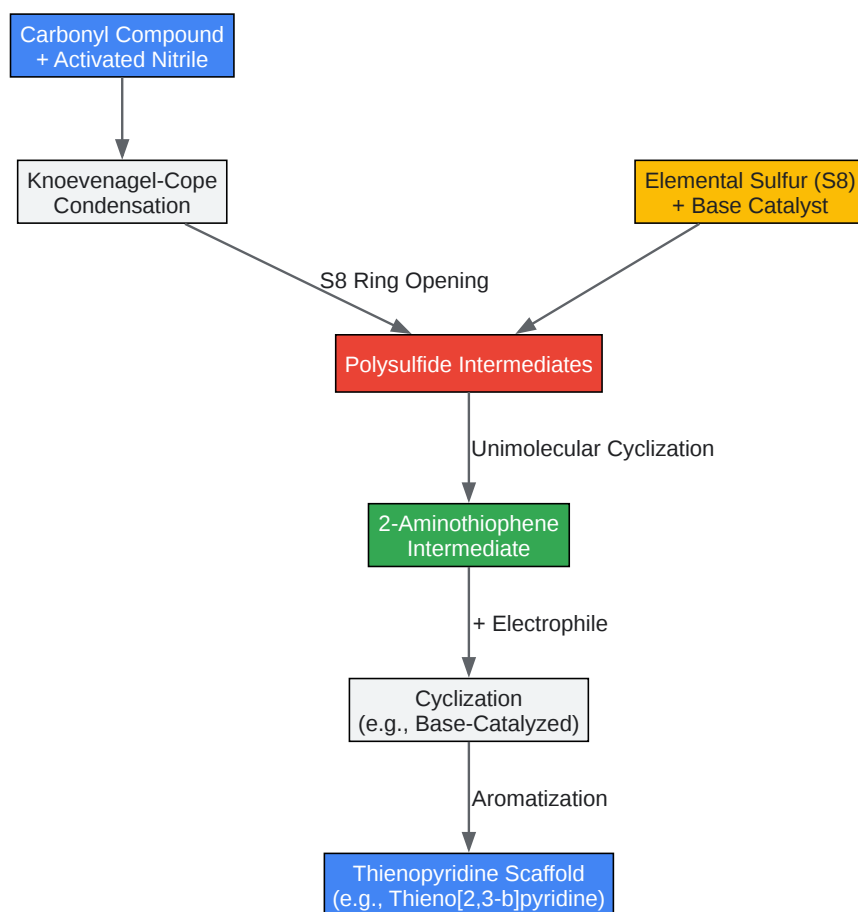 Carbonyl Compound
+ Activated Nitrile
Knoevenagel-Cope
Condensation
Elemental Sulfur (S8)
+ Base Catalyst
S8 Ring Opening
Polysulfide Intermediates
Unimolecular Cyclization
2-Aminothiophene
Intermediate
+ Electrophile
Cyclization
(e.g., Base-Catalyzed)
Aromatization
Thienopyridine Scaffold
(e.g., Thieno[2,3-b]pyridine)